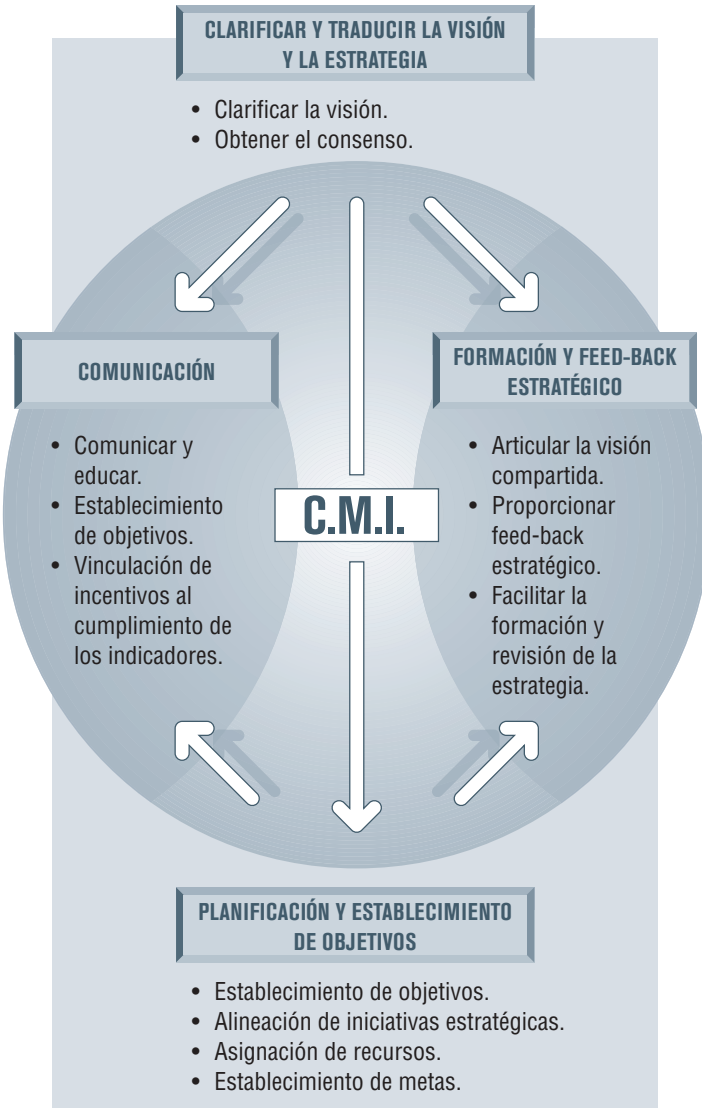 CLARIFICAR Y TRADUCIR LA VISIÓN
Y LA ESTRATEGIA
• Clarificar la visión.
• Obtener el consenso.
COMUNICACIÓN
• Comunicar y
educar.
• Establecimiento
de objetivos.
• Vinculación de
incentivos al
cumplimiento de
los indicadores.
C.M.I.
FORMACIÓN Y FEED-BACK
ESTRATÉGICO
• Articular la visión
compartida.
• Proporcionar
feed-back
estratégico.
• Facilitar la
formación y
revisión de la
estrategia.
PLANIFICACIÓN Y ESTABLECIMIENTO
DE OBJETIVOS
• Establecimiento de objetivos.
• Alineación de iniciativas estratégicas.
• Asignación de recursos.
• Establecimiento de metas.